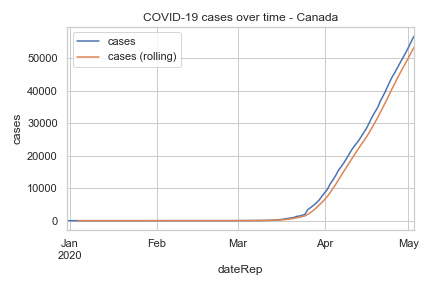 COVID-19 cases over time - Canada
cases
cases (rolling)
50000
40000
30000
20000
10000
0
cases
Jan Feb Mar Apr May
2020
dateRep